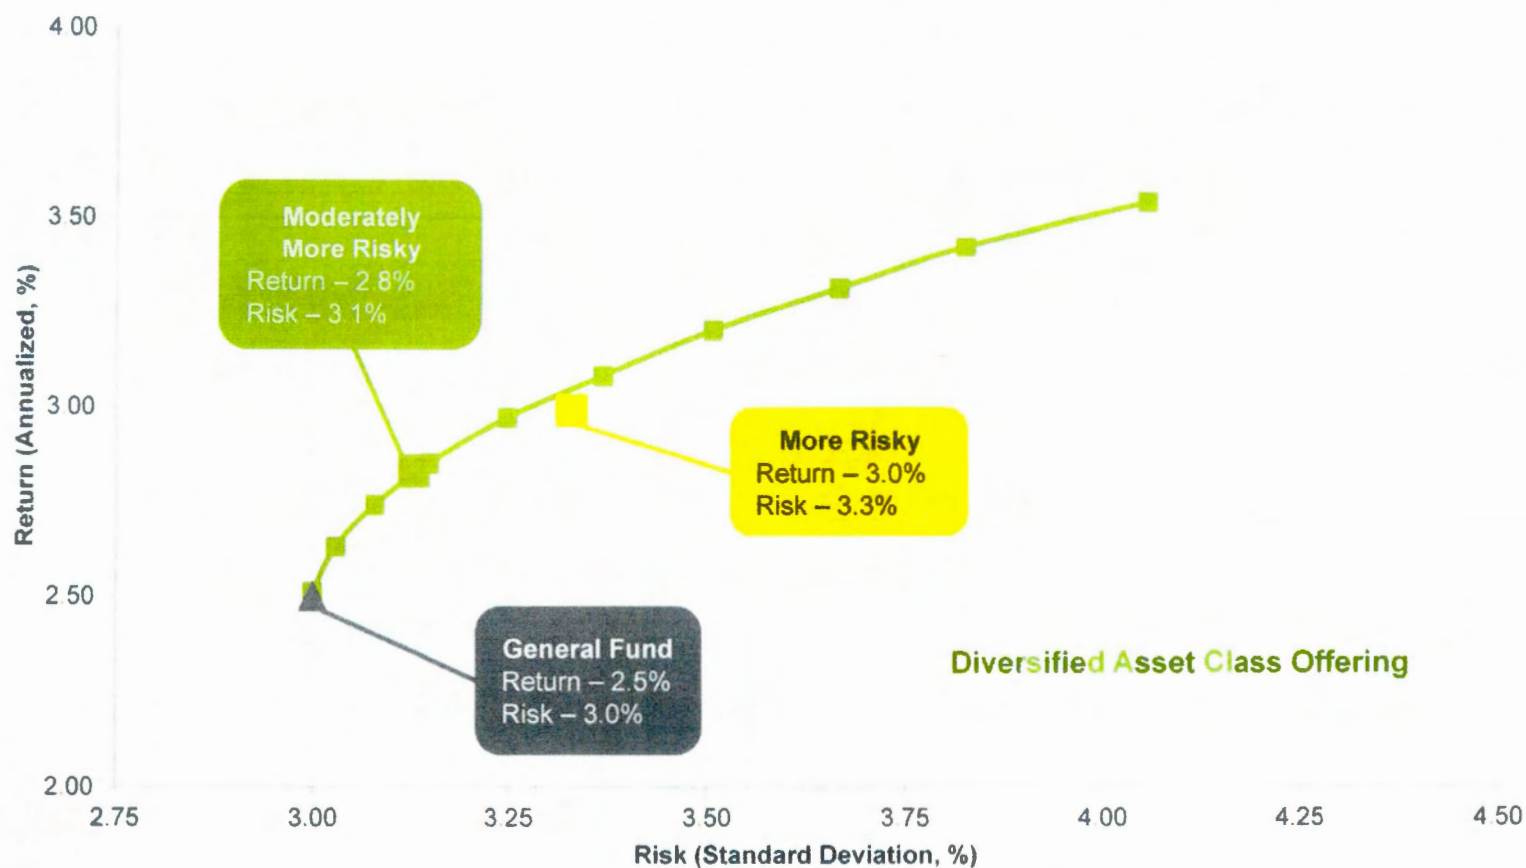 4 00
3 50
3 00
2 50
2.00
Return (Annualized, %)
Moderately
More Risky
Return – 2.8%
Risk – 3.1%
More Risky
Return – 3.0%
Risk – 3.3%
General Fund
Return – 2.5%
Risk – 3.0%
Diversified Asset Class Offering
2.75 3.00 3.25 3.50 3.75 4.00 4.25 4.50
Risk (Standard Deviation, %)